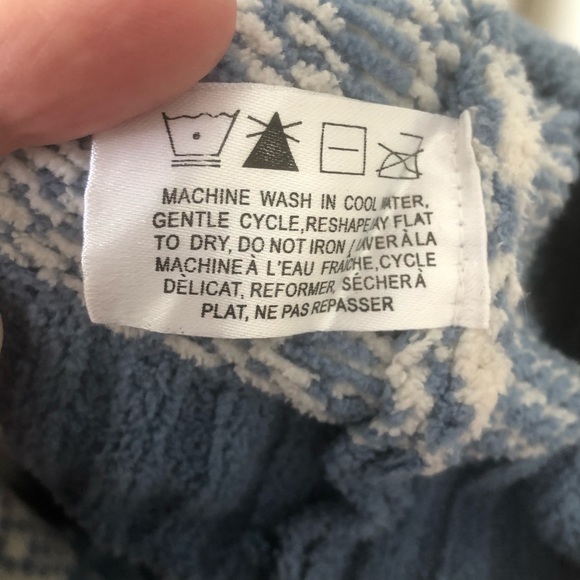 MACHINE WASH IN COOL WATER,
GENTLE CYCLE,RESHAPE LAY FLAT
TO DRY, DO NOT IRON / LAVER À LA
MACHINE À L'EAU FRAÎCHE,CYCLE
DÉLICAT, REFORMER, SÉCHER À
PLAT, NE PAS REPASSER